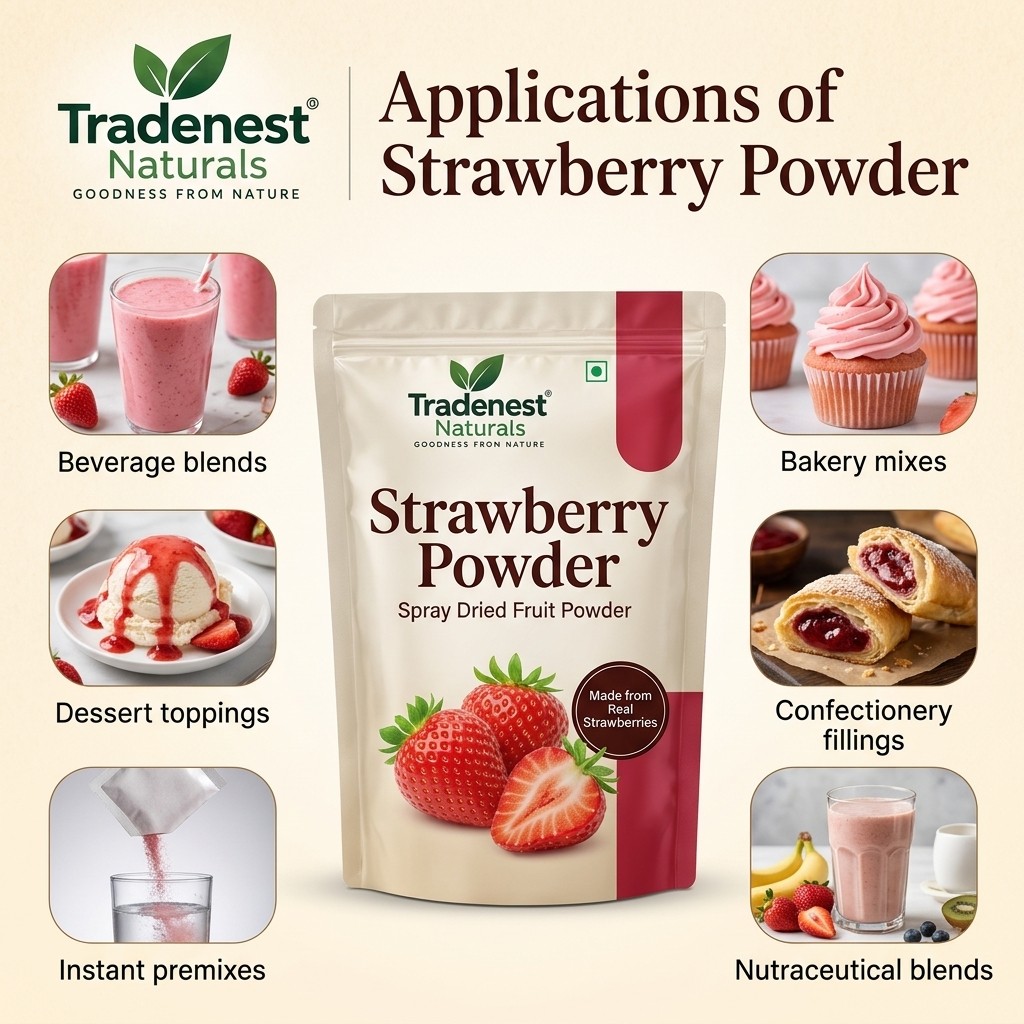 Tradenest®
Naturals
GOODNESS FROM NATURE
Applications of
Strawberry Powder
Beverage blends
Dessert toppings
Instant premixes
Tradenest®
Naturals
GOODNESS FRON NATURE
Strawberry
Powder
Spray Dried Fruit Powder
Made from
Real
Strawberries
Bakery mixes
Confectionery
fillings
Nutraceutical blends